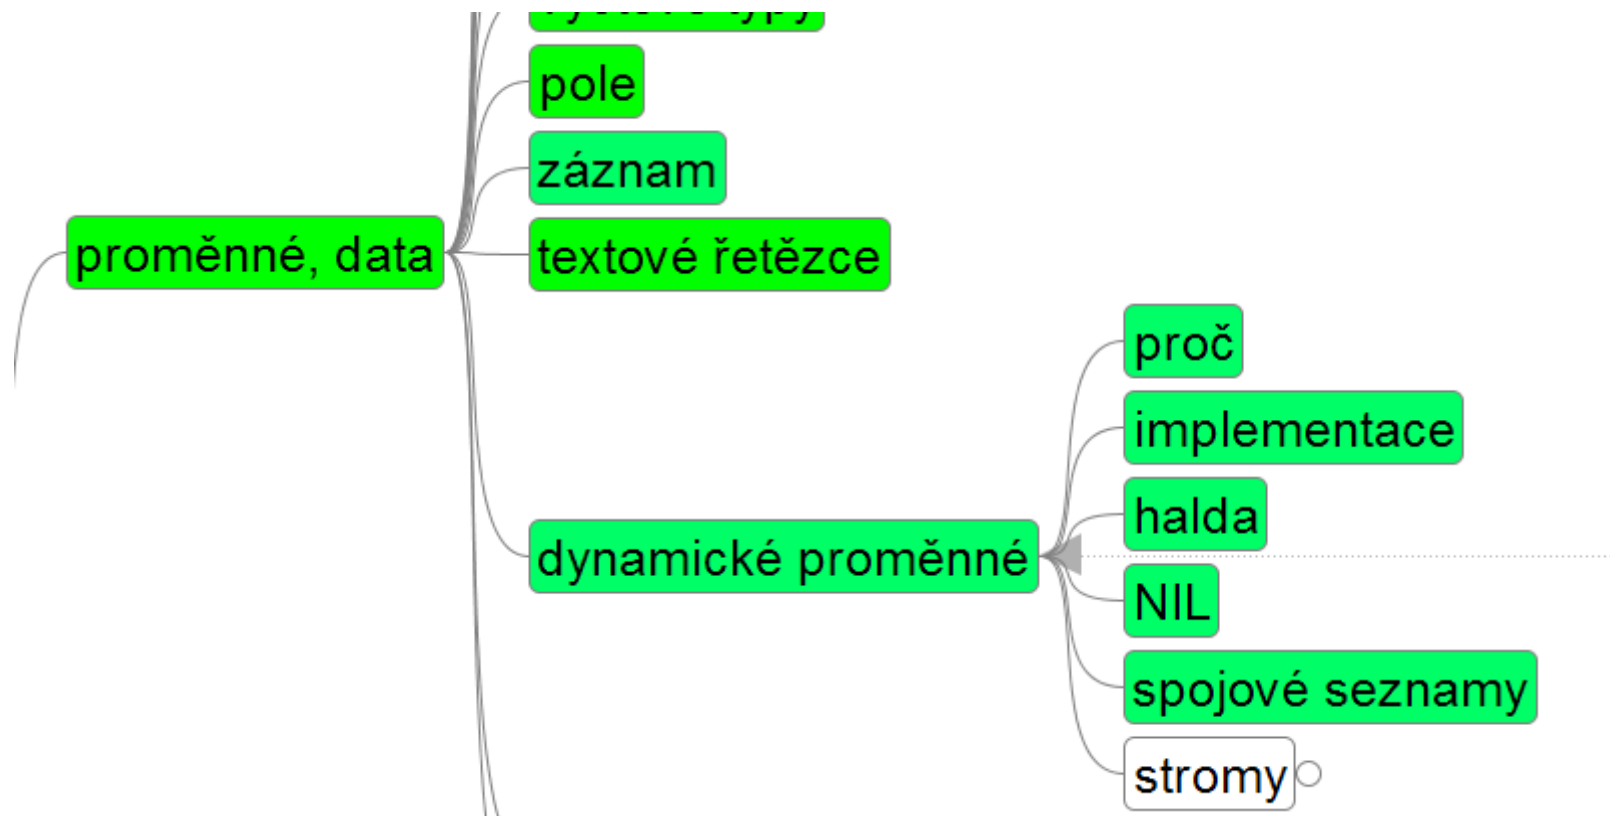 pole
záznam
proměnné, data
textové řetězce
proč
implementace
halda
dynamické proměnné
NIL
spojové seznamy
stromy